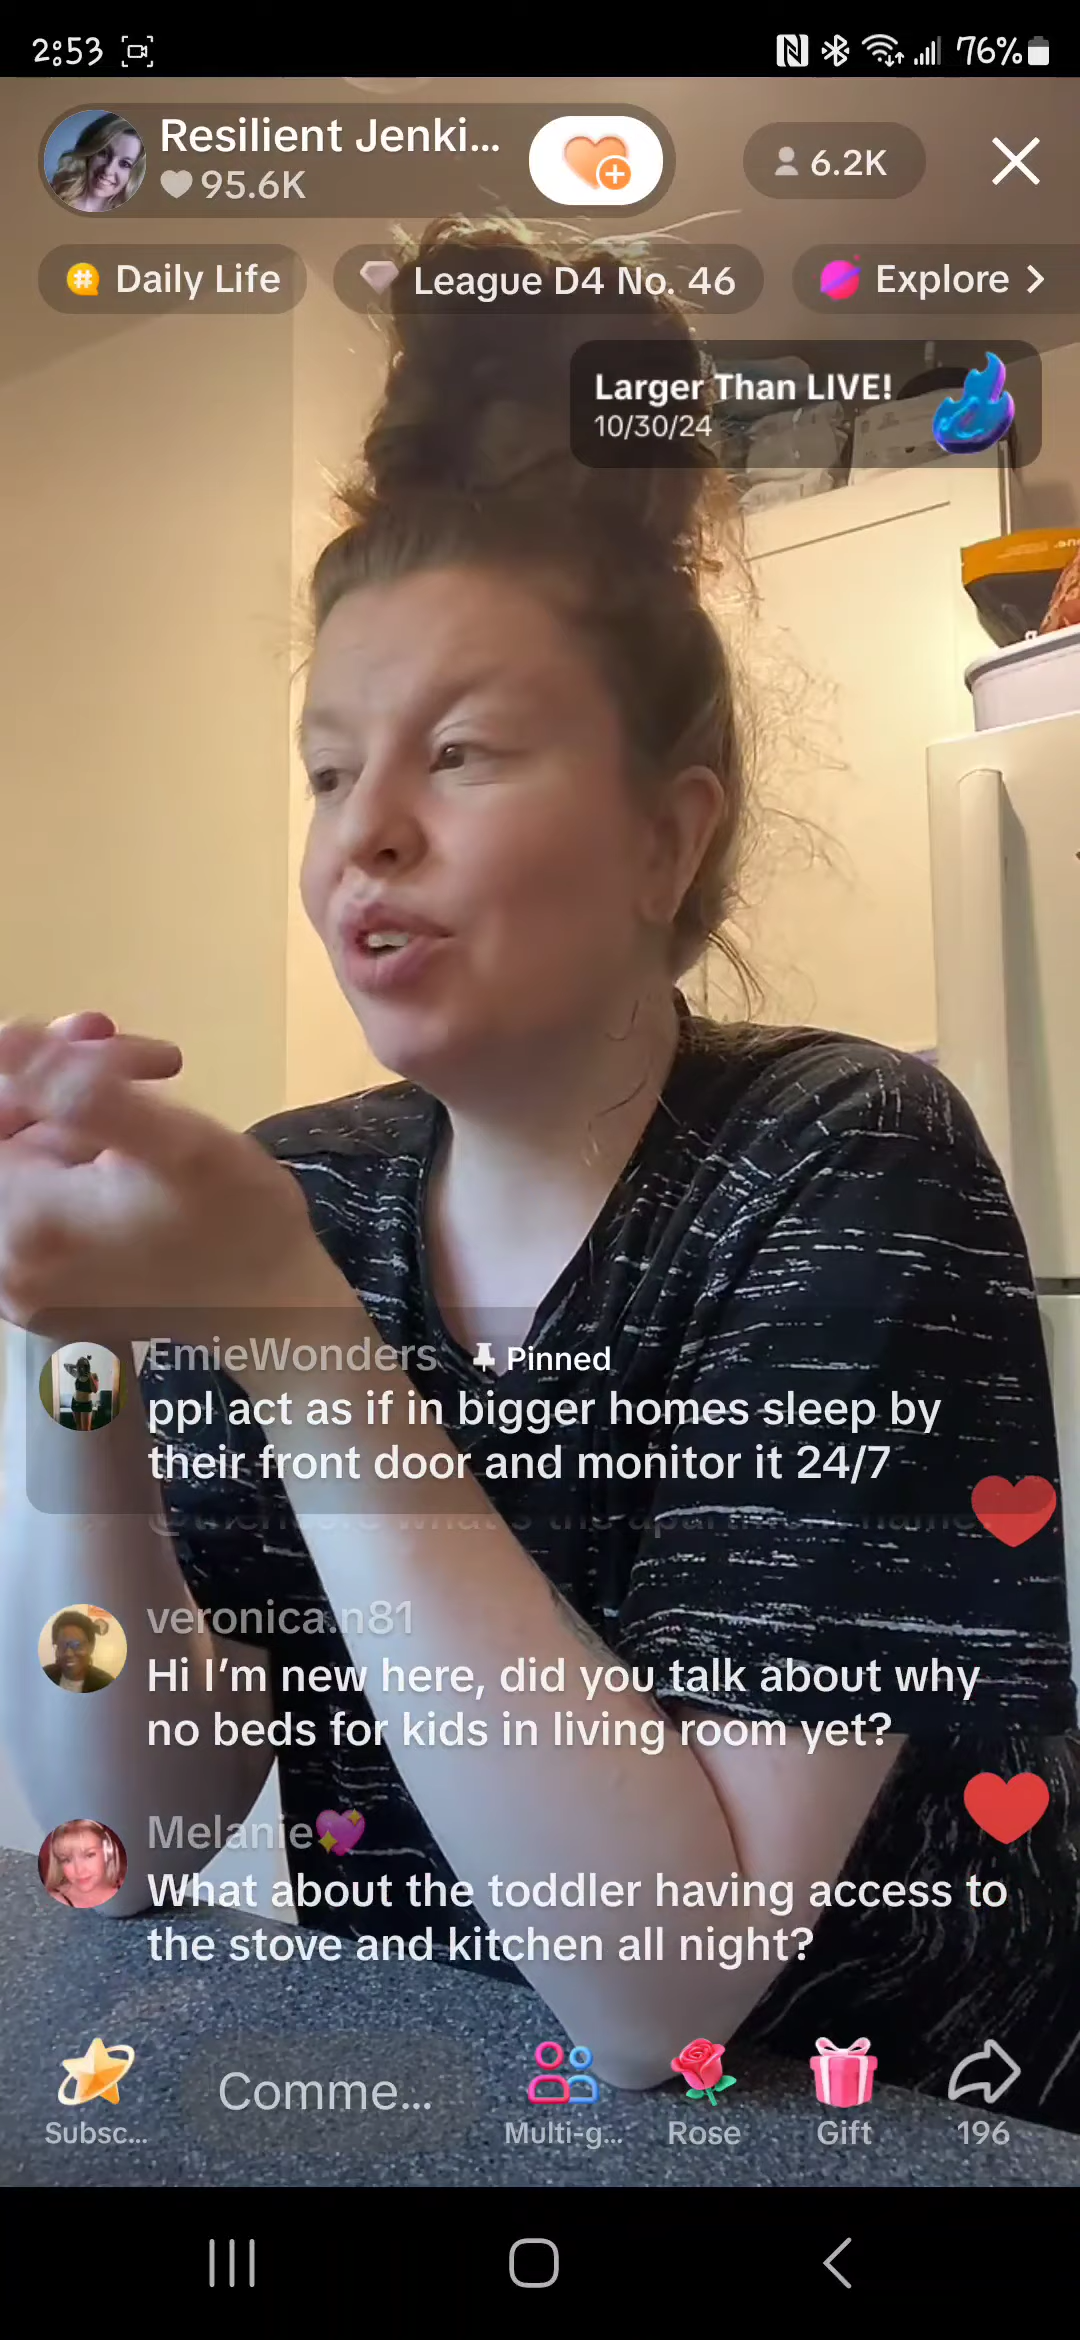 2:53
76%
Resilient Jenki...
95.6K
6.2K
Daily Life
League D4 No. 46
Explore >
Larger Than LIVE!
10/30/24
EmieWonders Pinned
ppl act as if in bigger homes sleep by
their front door and monitor it 24/7
what's the apartment name
veronica.n81
Hi I’m new here, did you talk about why
no beds for kids in living room yet?
Melanie💖
What about the toddler having access to
the stove and kitchen all night?
Comme...
Subsc...
Multi-g...
Rose
Gift
196